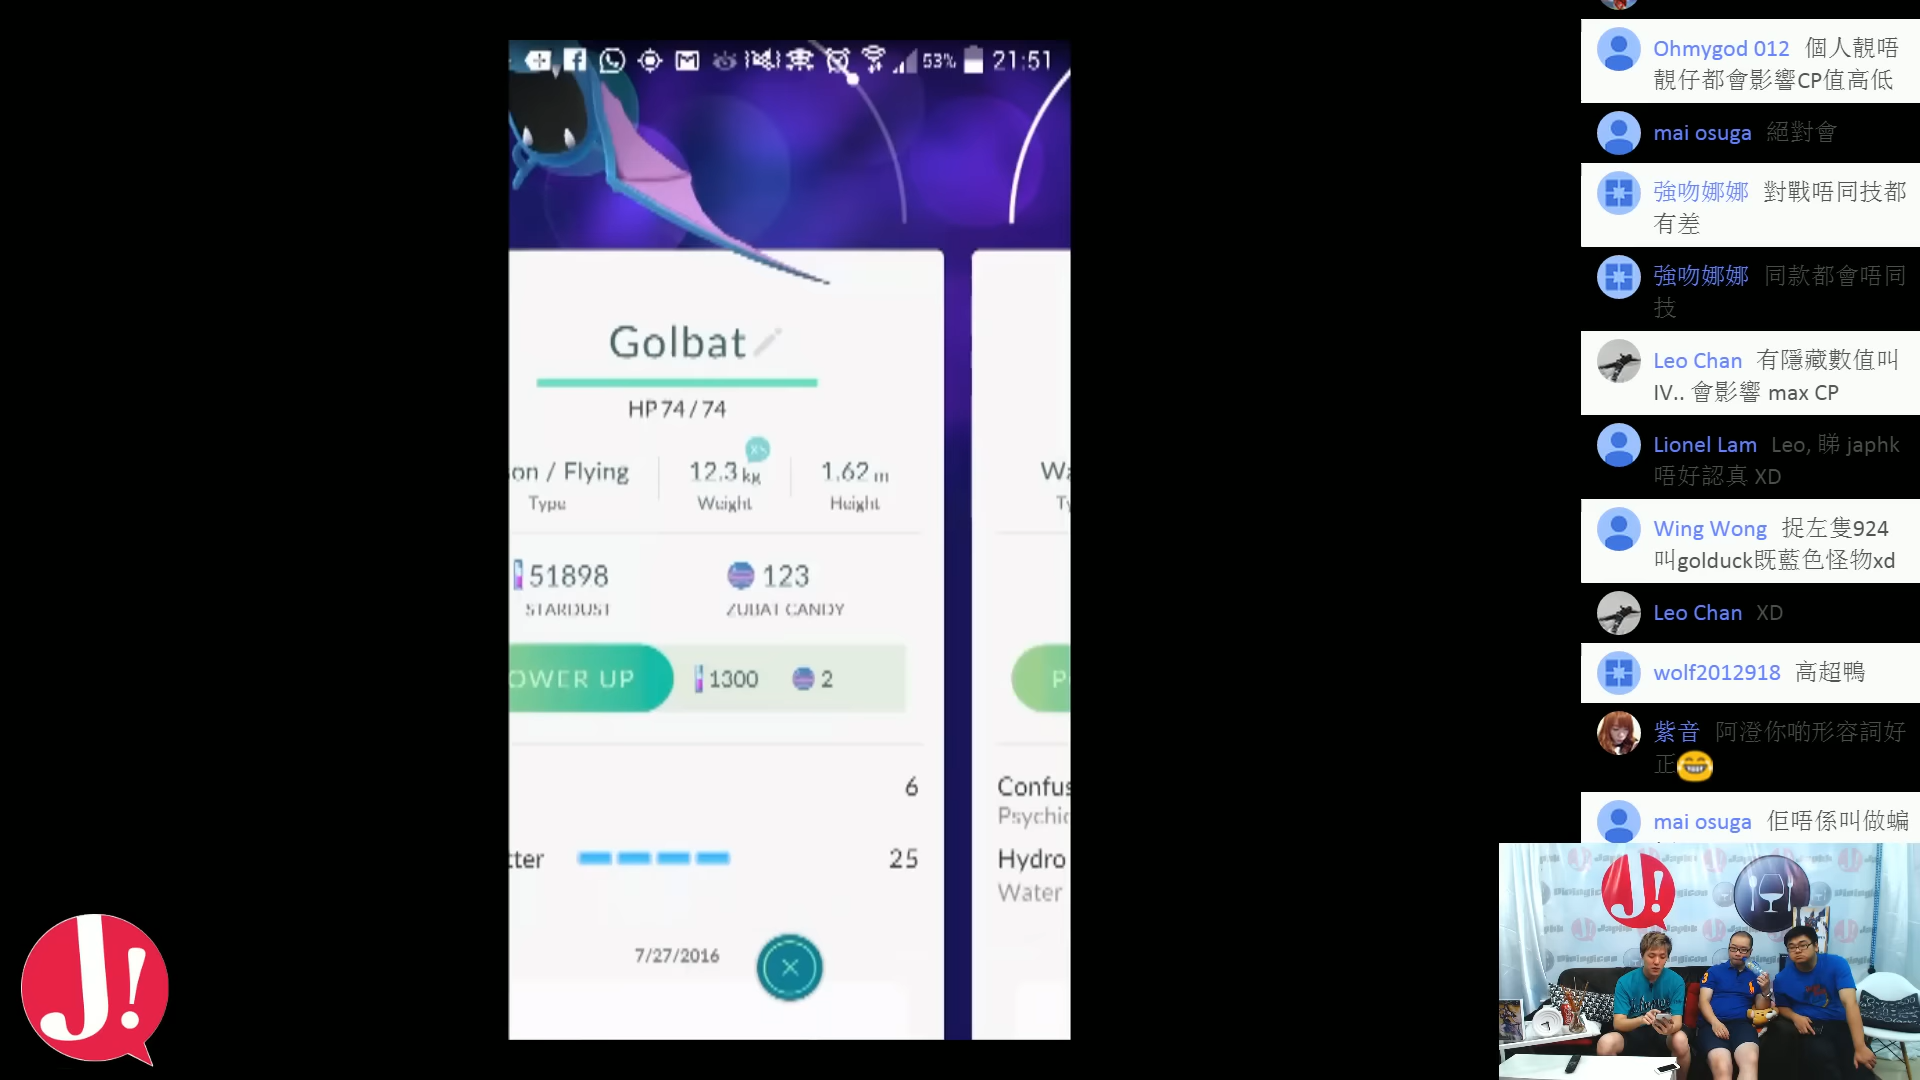 53% 21:51
Golbat
HP 74 / 74
on / Flying
Type
XS
12.3 kg
Weight
1.62 m
Height
51898
STARDUST
123
ZUBAT CANDY
OWER UP
1300
2
6
tter
25
7/27/2016
Wa
Ty
P
Confus
Psychic
Hydro
Water
Ohmygod 012 個人靚唔
靚仔都會影響CP值高低
mai osuga 絕對會
強吻娜娜 對戰唔同技都
有差
強吻娜娜 同款都會唔同
技
Leo Chan 有隱藏數值叫
IV.. 會影響 max CP
Lionel Lam Leo, 睇 japhk
唔好認真 XD
Wing Wong 捉左隻924
叫golduck既藍色怪物xd
Leo Chan XD
wolf2012918 高超鴨
紫音 阿澄你啲形容詞好
正
mai osuga 佢唔係叫做蝙
J!
J!